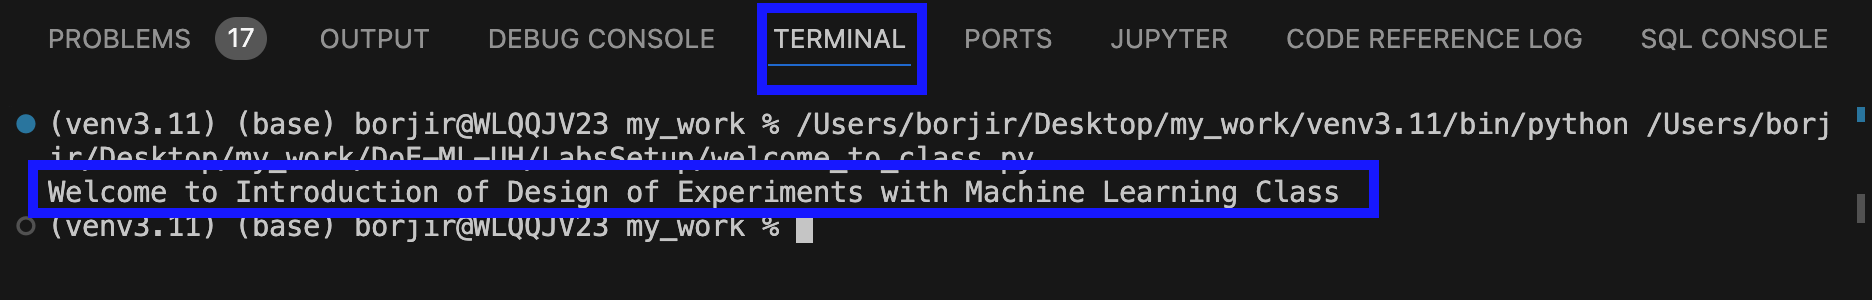 PROBLEMS 17 OUTPUT DEBUG CONSOLE TERMINAL PORTS JUPYTER CODE REFERENCE LOG SQL CONSOLE
(venv3.11) (base) borjir@WLQQJV23 my_work % /Users/borjir/Desktop/my_work/venv3.11/bin/python /Users/borj
ir/Desktop/my_work/DoE-ML-UH/LabsSetup/welcome_to_class.py
Welcome to Introduction of Design of Experiments with Machine Learning Class
(venv3.11) (base) borjir@WLQQJV23 my_work %